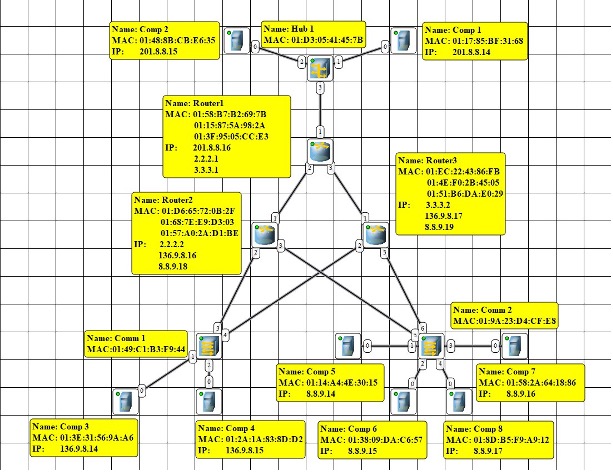 Name: Comp 2
MAC: 01:48:8B:CB:E6:35
IP: 201.8.8.15
Name: Hub 1
MAC: 01:D3:05:41:45:7B
Name: Comp 1
MAC: 01:17:85:BF:31:68
IP: 201.8.8.14
0
2
1
0
3
Name: Router1
MAC: 01:58:B7:B2:69:7B
01:15:87:5A:98:2A
01:3F:95:05:CC:E3
IP: 201.8.8.16
2.2.2.1
3.3.3.1
1
2
3
Name: Router3
MAC: 01:EC:22:43:86:FB
01:4E:F0:2B:45:05
01:51:B6:DA:E0:29
IP: 3.3.3.2
136.9.8.17
8.8.9.19
Name: Router2
MAC: 01:D6:65:72:0B:2F
01:68:7E:E9:D3:03
01:57:A0:2A:D1:BE
IP: 2.2.2.2
136.9.8.16
8.8.9.18
1
1
2
3
2
3
Name: Comm 2
MAC:01:9A:23:D4:CF:E8
Name: Comm 1
MAC:01:49:C1:B3:F9:44
3
4
6
1
0
3
0
2
4
0
0
0
0
Name: Comp 5
MAC: 01:14:A4:4E:30:15
IP: 8.8.9.14
Name: Comp 7
MAC: 01:58:2A:64:18:86
IP: 8.8.9.16
Name: Comp 3
MAC: 01:3E:31:56:9A:A6
IP: 136.9.8.14
Name: Comp 4
MAC: 01:2A:1A:83:8D:D2
IP: 136.9.8.15
Name: Comp 6
MAC: 01:38:09:DA:C6:57
IP: 8.8.9.15
Name: Comp 8
MAC: 01:8D:B5:F9:A9:12
IP: 8.8.9.17